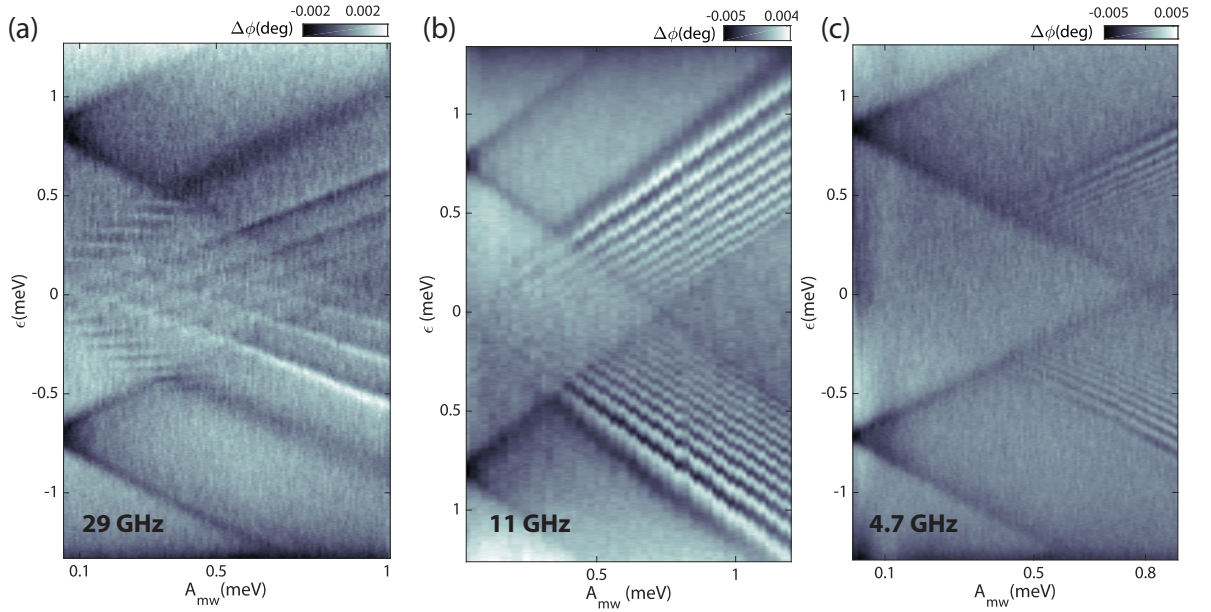 (a)
-0.002 0.002
Δϕ(deg)
1
0.5
0
-0.5
-1
ϵ(meV)
29 GHz
0.1 0.5 1
A mw (meV)
(b)
-0.005 0.004
Δϕ(deg)
1
0.5
0
0.5
1
ϵ (meV)
11 GHz
0.5 1
A mw (meV)
(c)
-0.005 0.005
Δϕ(deg)
1
0.5
0
-0.5
-1
ϵ(meV)
4.7 GHz
0.1 0.5 0.8
A mw (meV)